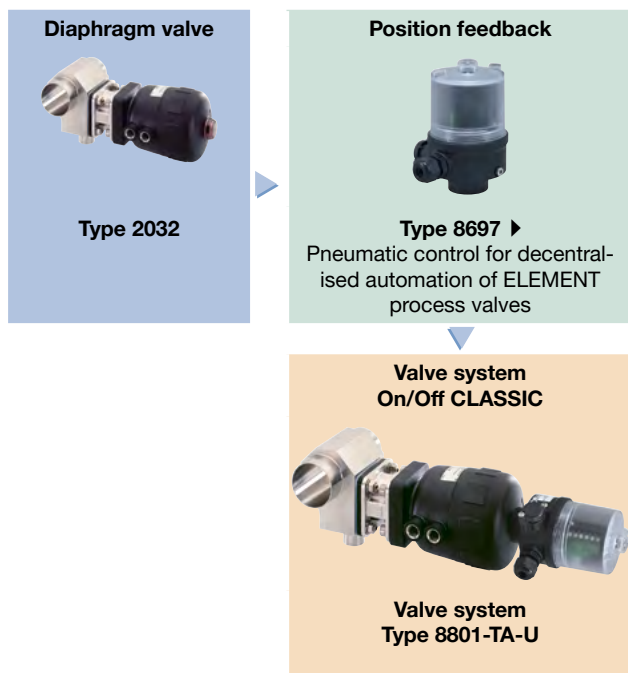 Diaphragm valve
Type 2032
Position feedback
Type 8697 ▶
Pneumatic control for decentral-
ised automation of ELEMENT
process valves
Valve system
On/Off CLASSIC
Valve system
Type 8801-TA-U